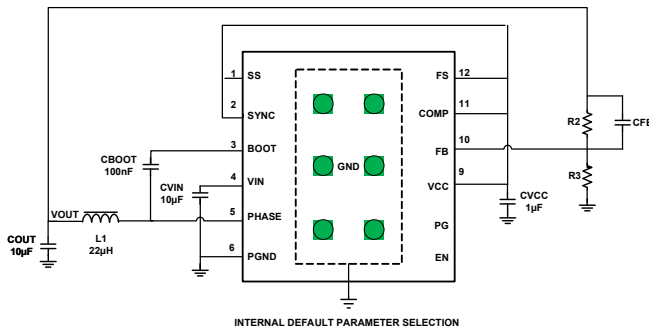 1
SS
2
SYNC
3
BOOT
4
VIN
5
PHASE
6
PGND
GND
12
FS
11
COMP
10
FB
9
VCC
PG
EN
CBOOT
100nF
CVIN
10µF
VOUT
L1
22µH
COUT
10µF
R2
CFB
R3
CVCC
1µF
INTERNAL DEFAULT PARAMETER SELECTION